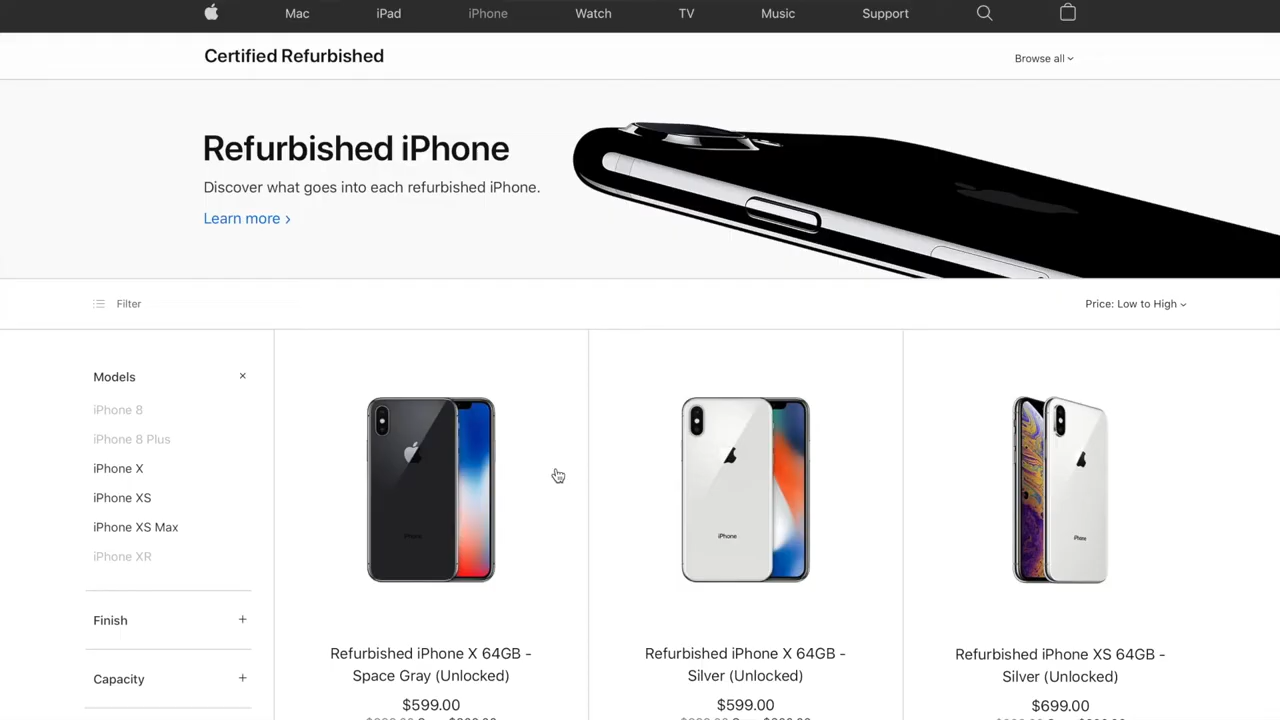 Mac iPad iPhone Watch TV Music Support
Certified Refurbished
Browse all
Refurbished iPhone
Discover what goes into each refurbished iPhone.
Learn more ›
Filter
Price: Low to High
Models
iPhone 8
iPhone 8 Plus
iPhone X
iPhone XS
iPhone XS Max
iPhone XR
Finish
Capacity
iPhone
iPhone
iPhone
Refurbished iPhone X 64GB -
Space Gray (Unlocked)
$599.00
Refurbished iPhone X 64GB -
Silver (Unlocked)
$599.00
Refurbished iPhone XS 64GB -
Silver (Unlocked)
$699.00